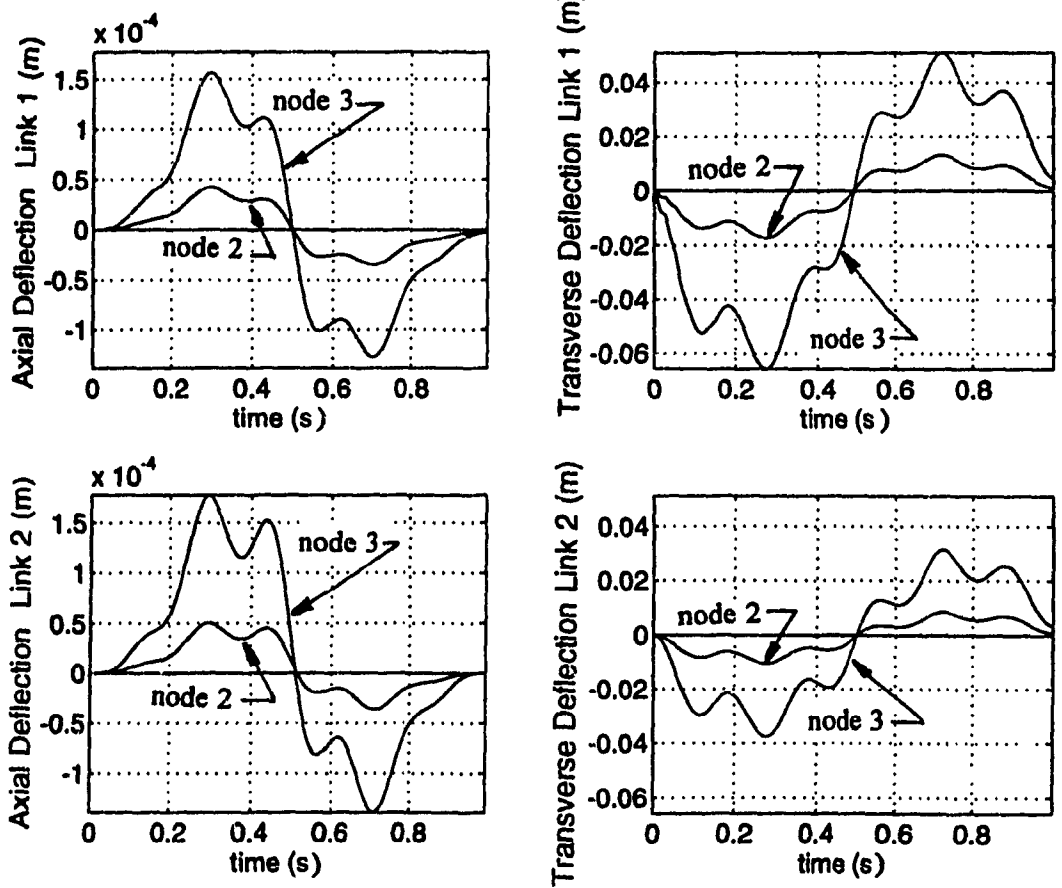 x 10-4
Axial Deflection Link 1 (m)
1.5
1
0.5
0
-0.5
-1
node 3
node 2
0 0.2 0.4 0.6 0.8
time (s)
Transverse Deflection Link 1 (m)
0.04
0.02
0
-0.02
-0.04
-0.06
node 2
node 3
0 0.2 0.4 0.6 0.8
time (s)
x 10-4
Axial Deflection Link 2 (m)
1.5
1
0.5
0
-0.5
-1
node 3
node 2
0 0.2 0.4 0.6 0.8
time (s)
Transverse Deflection Link 2 (m)
0.04
0.02
0
-0.02
-0.04
-0.06
node 2
node 3
0 0.2 0.4 0.6 0.8
time (s)